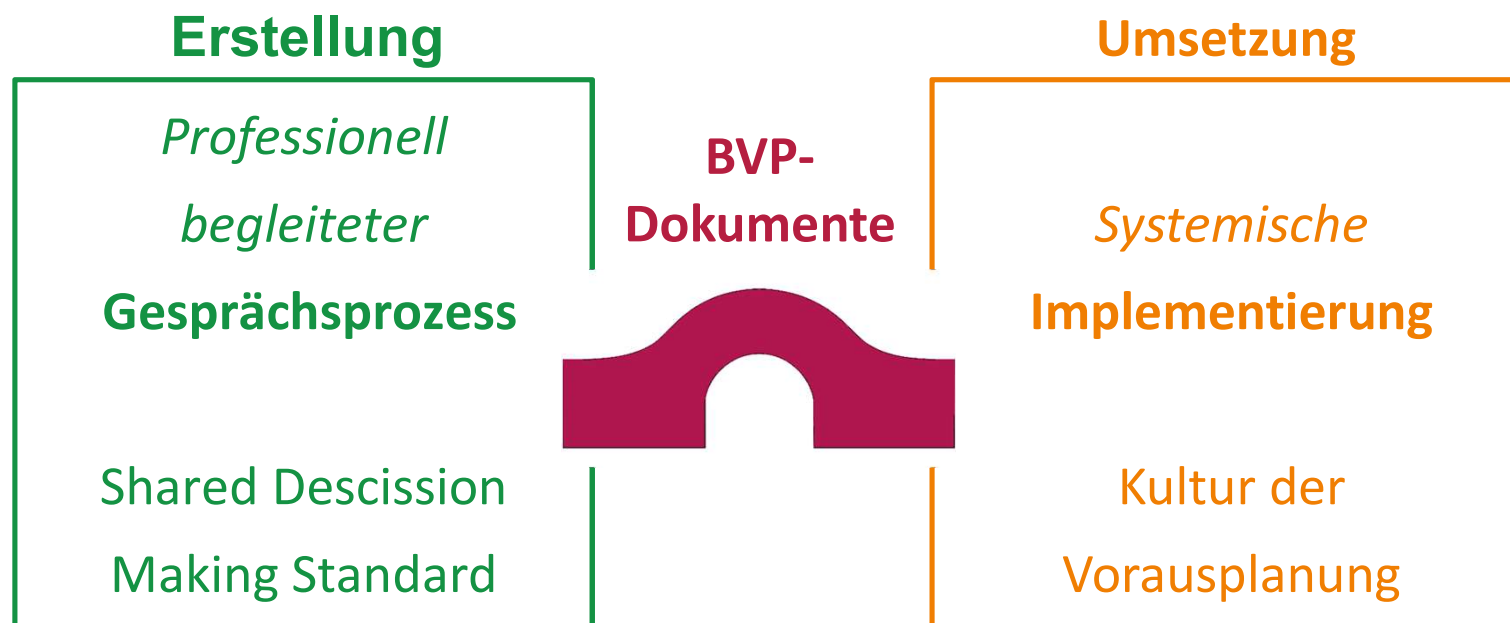 Erstellung
Professionell
begleiteter
Gesprächsprozess
Shared Descission
Making Standard
BVP-
Dokumente
Umsetzung
Systemische
Implementierung
Kultur der
Vorausplanung